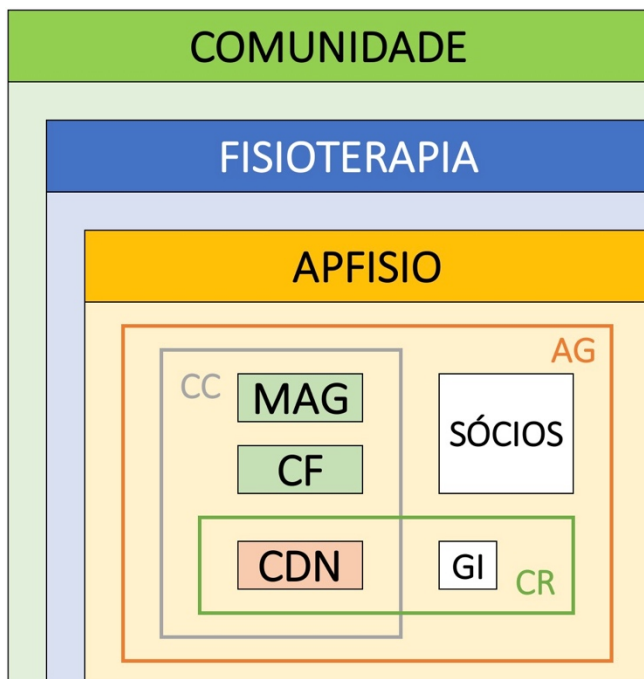 COMUNIDADE
FISIOTERAPIA
APFISIO
AG
CC
MAG
SÓCIOS
CF
CDN
GI
CR